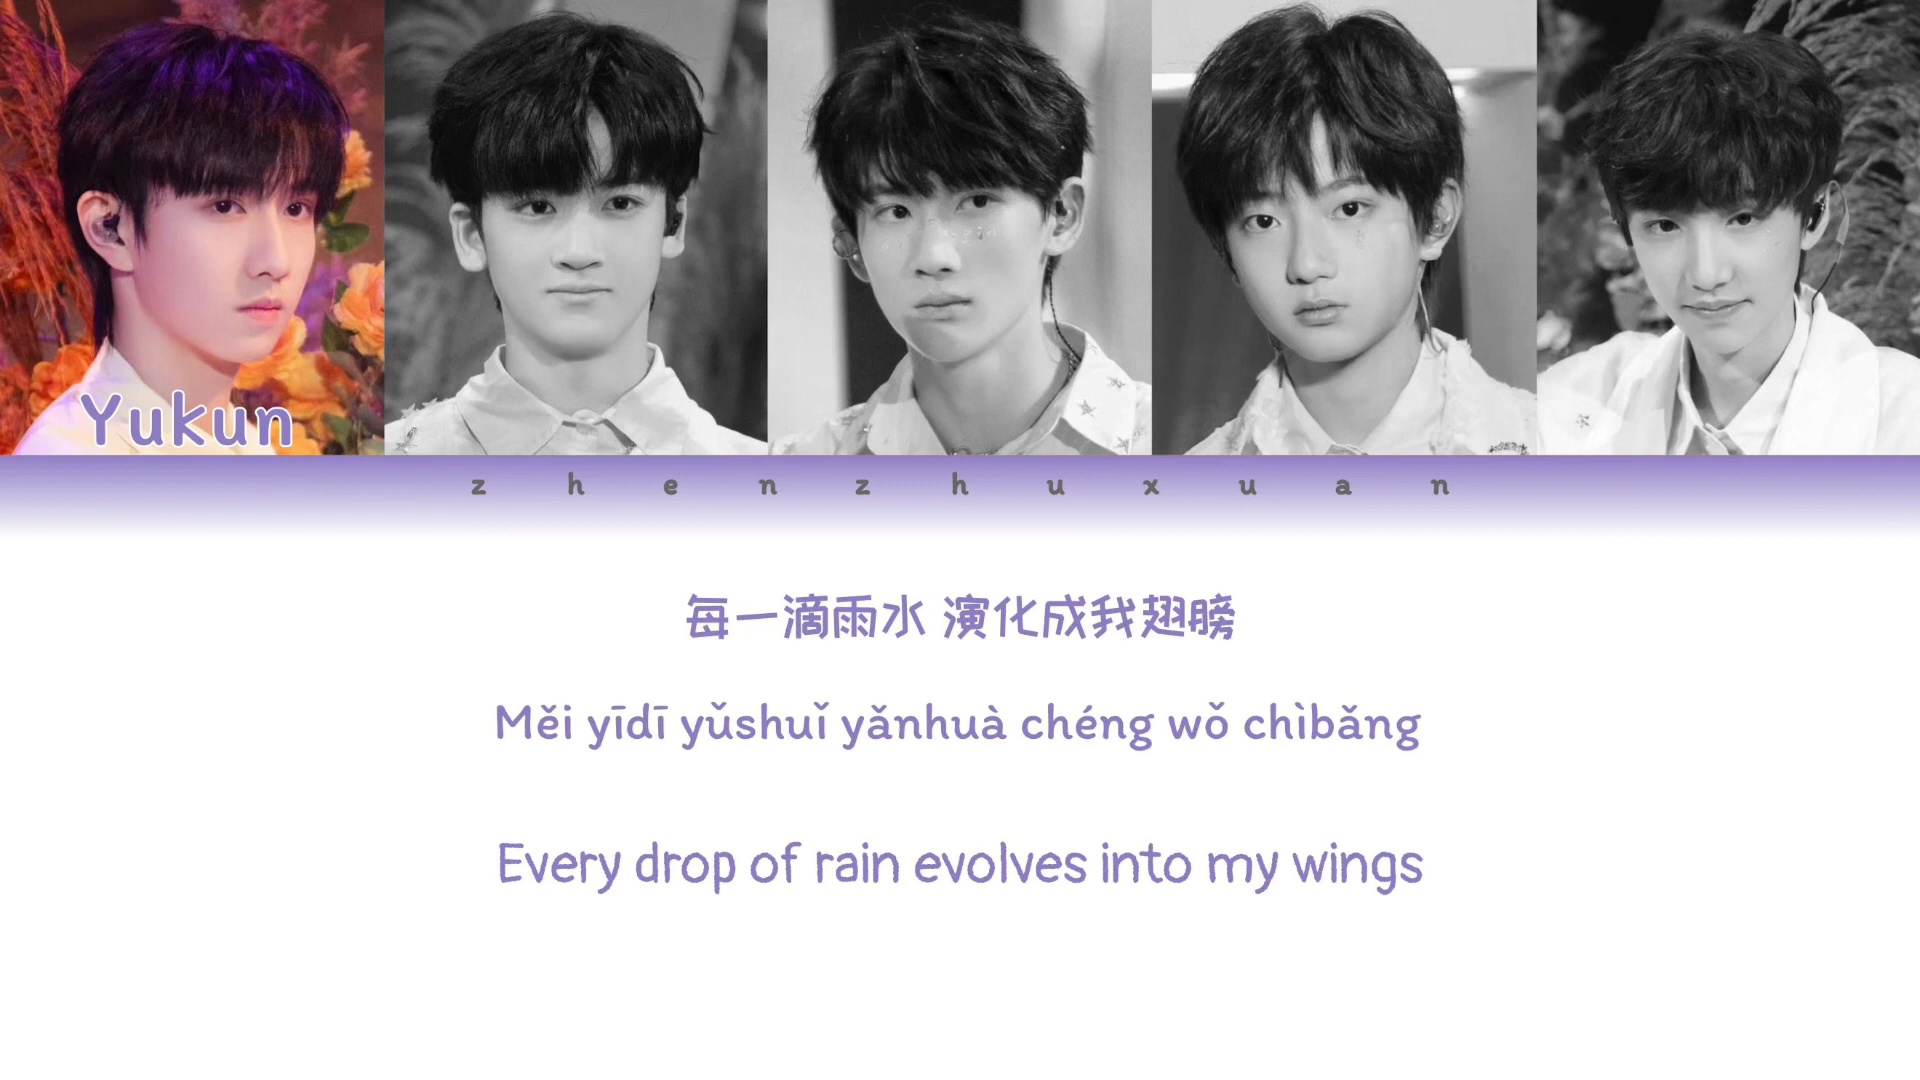 Yukun
zhenzhuxuan
每一滴雨水 演化成我翅膀
Měi yīdī yǔshuǐ yǎnhuà chéng wǒ chìbǎng
Every drop of rain evolves into my wings